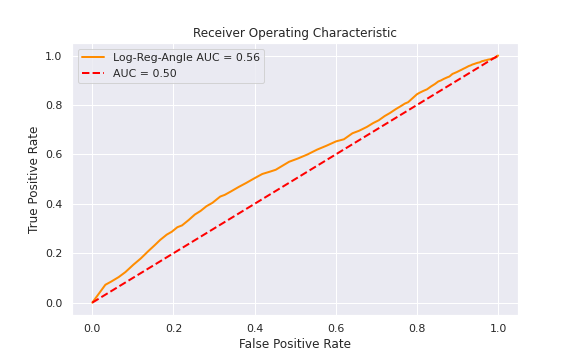 Receiver Operating Characteristic
Log-Reg-Angle AUC = 0.56
AUC = 0.50
True Positive Rate
1.0
0.8
0.6
0.4
0.2
0.0
0.0 0.2 0.4 0.6 0.8 1.0
False Positive Rate